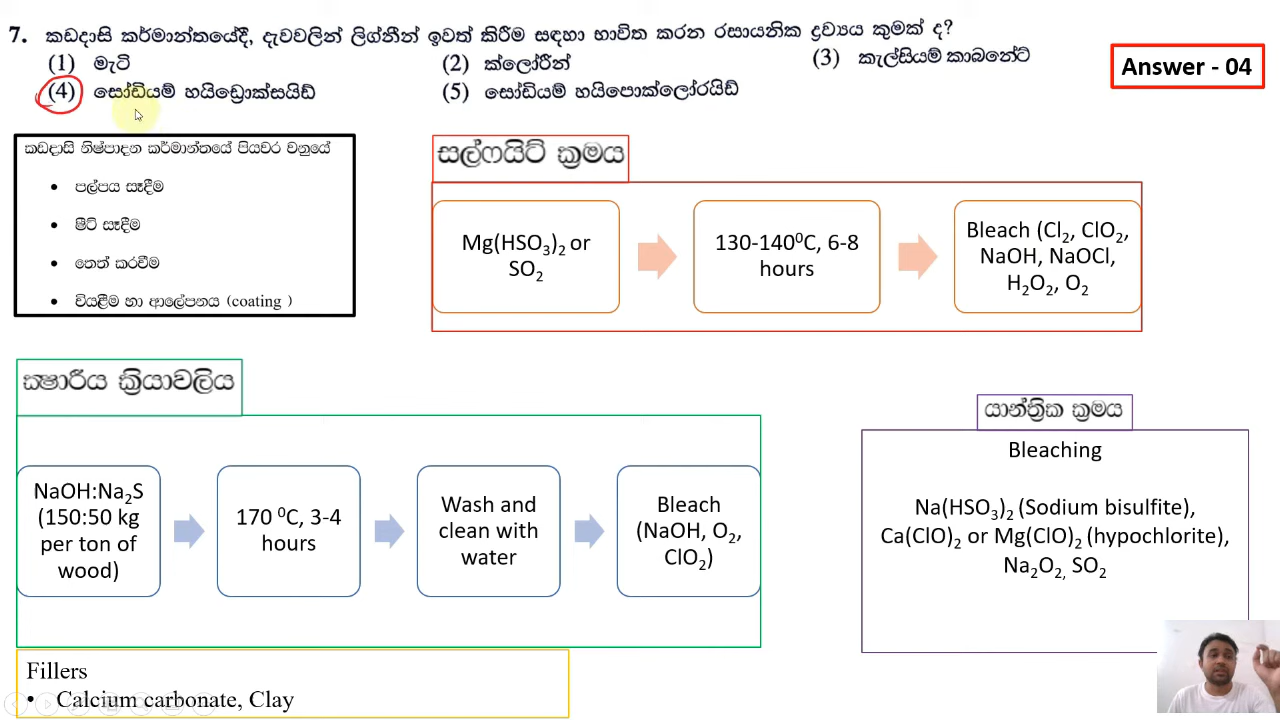 7. කඩදාසි කර්මාන්තයේදී, දැවවලින් ලිග්නීන් ඉවත් කිරීම සඳහා භාවිත කරන රසායනික ද්‍රව්‍යය කුමක් ද?
(1) මැටි (2) ක්ලෝරීන් (3) කැල්සියම් කාබනේට්
(4) සෝඩියම් හයිඩ්‍රොක්සයිඩ් (5) සෝඩියම් හයිපොක්ලෝරයිඩ්
Answer - 04
කඩදාසි නිෂ්පාදන කර්මාන්තයේ පියවර වනුයේ
• පල්පය සෑදීම
• ෂීට් සෑදීම
• තෙත් කරවීම
• වියළීම හා ආලේපනය (coating )
සල්ෆයිට් ක්‍රමය
Mg(HSO₃)₂ or
SO₂
130-140⁰C, 6-8
hours
Bleach (Cl₂, ClO₂,
NaOH, NaOCl,
H₂O₂, O₂
ක්ෂාරීය ක්‍රියාවලිය
NaOH:Na₂S
(150:50 kg
per ton of
wood)
170 ⁰C, 3-4
hours
Wash and
clean with
water
Bleach
(NaOH, O₂,
ClO₂)
යාන්ත්‍රික ක්‍රමය
Bleaching
Na(HSO₃)₂ (Sodium bisulfite),
Ca(ClO)₂ or Mg(ClO)₂ (hypochlorite),
Na₂O₂, SO₂
Fillers
• Calcium carbonate, Clay